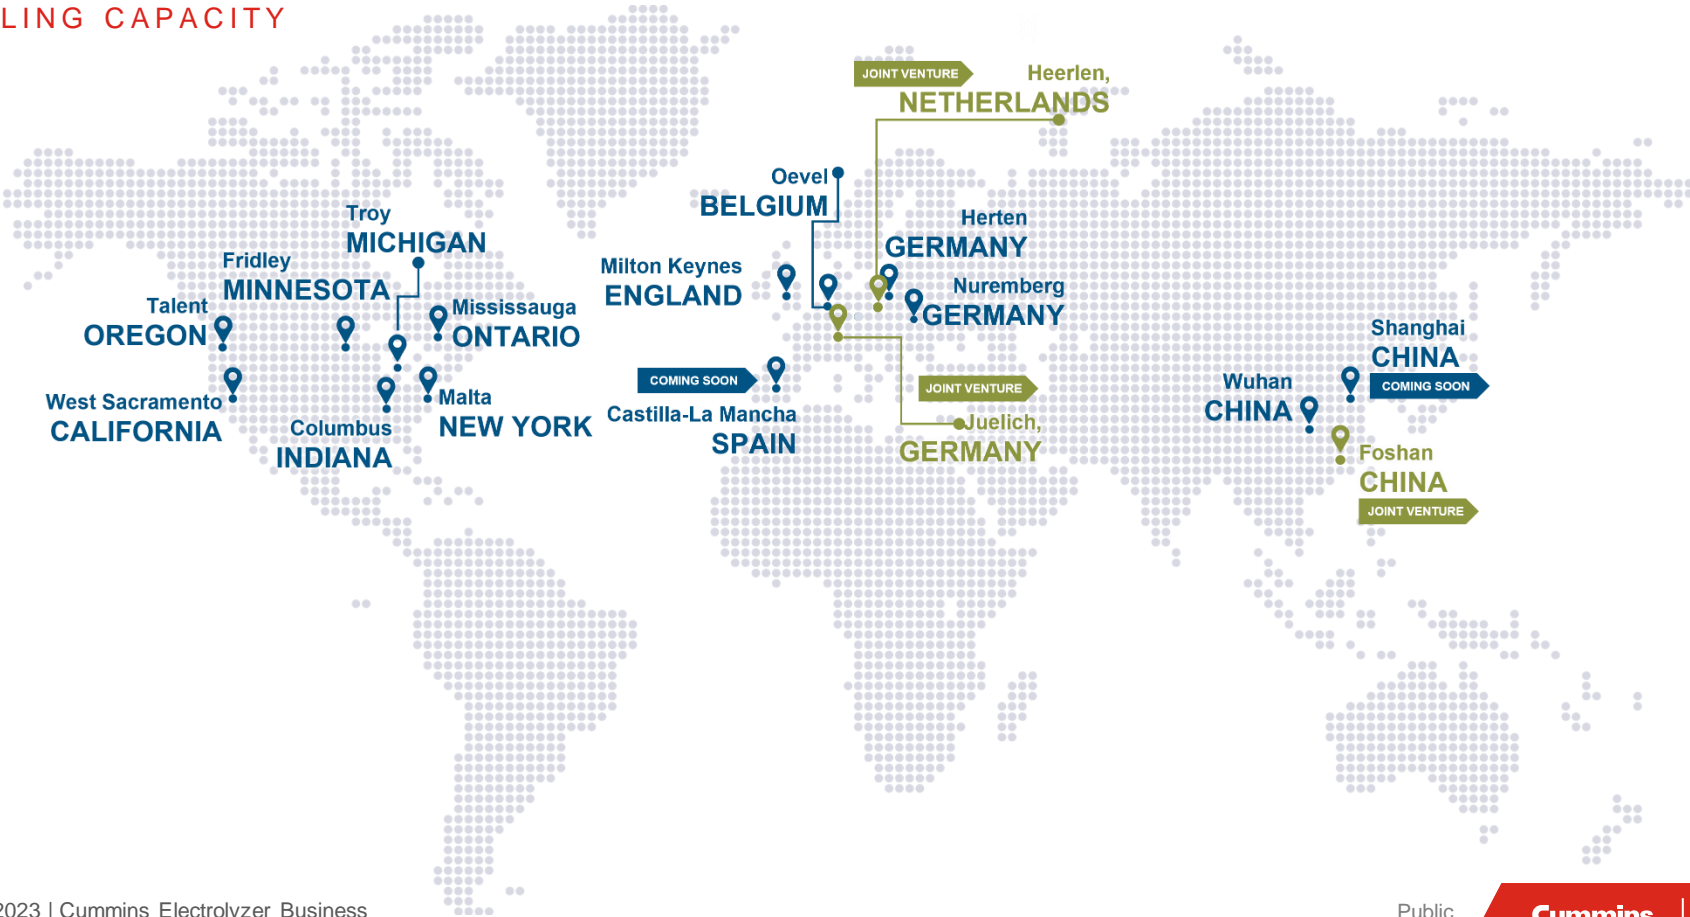 LING CAPACITY
JOINT VENTURE
Heerlen,
NETHERLANDS
Oevel
BELGIUM
Herten
GERMANY
Troy
MICHIGAN
Fridley
MINNESOTA
Milton Keynes
ENGLAND
Nuremberg
GERMANY
Talent
OREGON
Mississauga
ONTARIO
Shanghai
CHINA
COMING SOON
West Sacramento
CALIFORNIA
Columbus
INDIANA
Malta
NEW YORK
COMING SOON
Castilla-La Mancha
SPAIN
JOINT VENTURE
Juelich,
GERMANY
Wuhan
CHINA
Foshan
CHINA
JOINT VENTURE
2023 | Cummins Electrolyzer Business
Public
Cummins